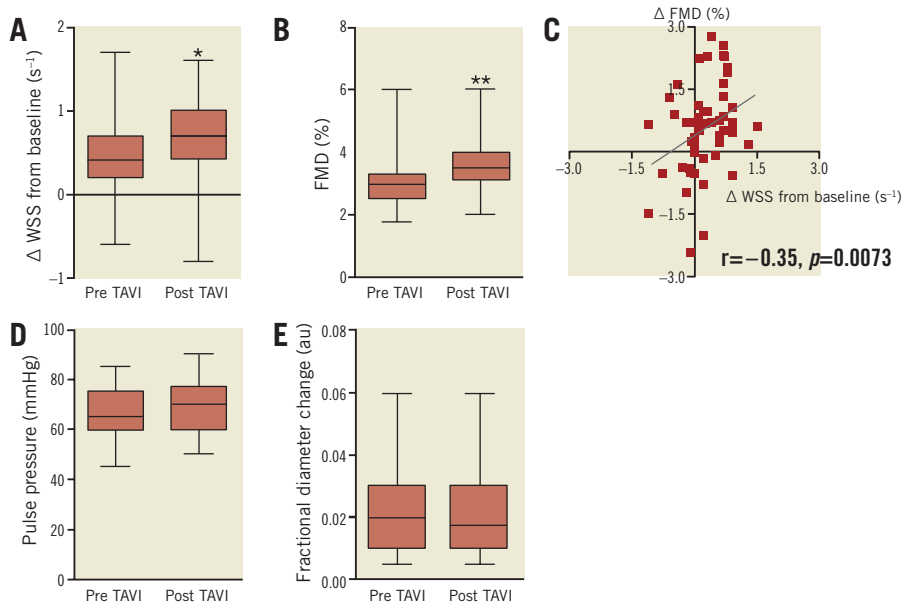 A
Δ WSS from baseline (s⁻¹)
2
1
0
−1
*
Pre TAVI Post TAVI
B
FMD (%)
8
6
4
2
0
**
Pre TAVI Post TAVI
C
Δ FMD (%)
3.0
1.5
−3.0 −1.5 1.5 3.0
Δ WSS from baseline (s⁻¹)
−1.5
−3.0
r=−0.35, p=0.0073
D
Pulse pressure (mmHg)
100
80
60
40
20
0
Pre TAVI Post TAVI
E
Fractional diameter change (au)
0.08
0.06
0.04
0.02
0.00
Pre TAVI Post TAVI